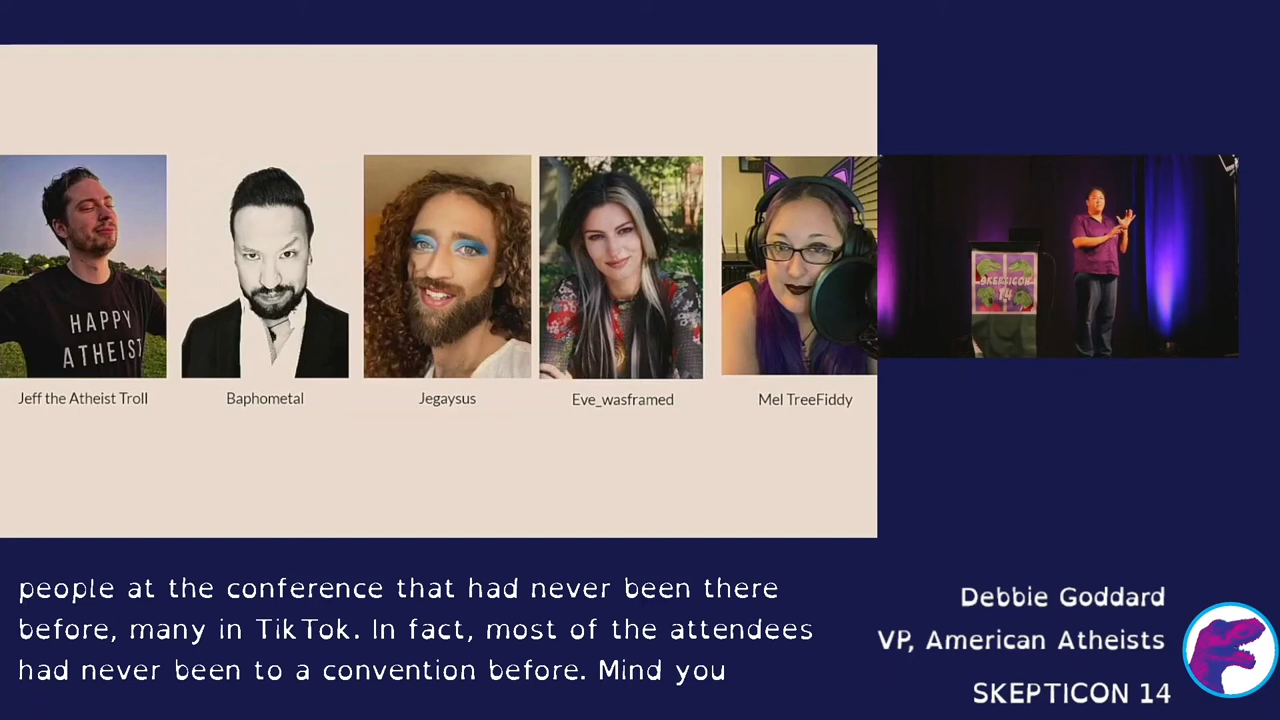 HAPPY
ATHEIST
Jeff the Atheist Troll
Baphometal
Jegaysus
Eve_wasframed
Mel TreeFiddy
SKEPTICON
14
people at the conference that had never been there
before, many in TikTok. In fact, most of the attendees
had never been to a convention before. Mind you
Debbie Goddard
VP, American Atheists
SKEPTICON 14